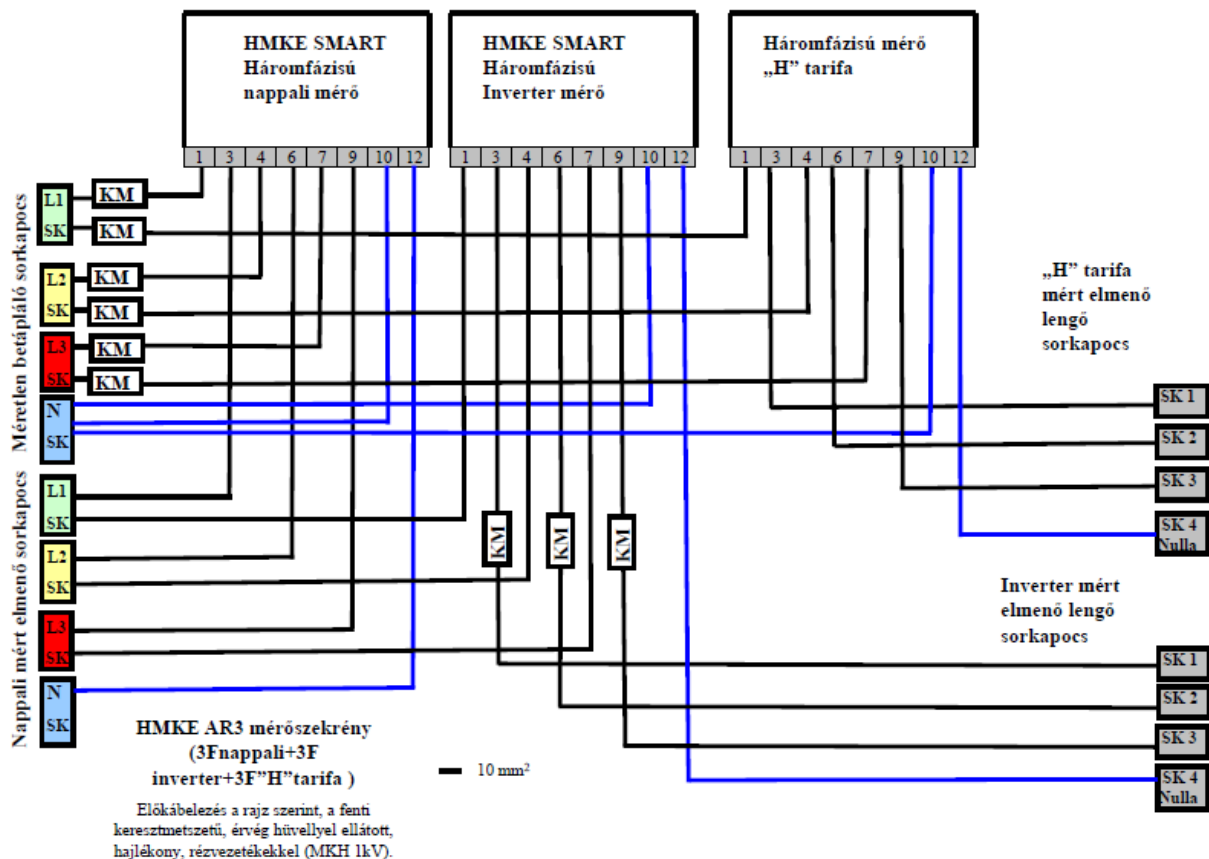 HMKE SMART
Háromfázisú
nappali mérő
HMKE SMART
Háromfázisú
Inverter mérő
Háromfázisú mérő
„H” tarifa
1 3 4 6 7 9 10 12
1 3 4 6 7 9 10 12
1 3 4 6 7 9 10 12
Méretlen betápláló sorkapocs
L1
SK
KM
KM
L2
SK
KM
KM
L3
SK
KM
KM
N
SK
„H” tarifa
mért elmenő
lengő
sorkapocs
SK 1
SK 2
SK 3
SK 4
Nulla
Nappali mért elmenő sorkapocs
L1
SK
L2
SK
L3
SK
N
SK
KM
KM
KM
Inverter mért
elmenő lengő
sorkapocs
SK 1
SK 2
SK 3
SK 4
Nulla
HMKE AR3 mérőszekrény
(3Fnappali+3F
inverter+3F”H”tarifa )
10 mm²
Előkábelezés a rajz szerint, a fenti
keresztmetszetű, érvég hüvellyel ellátott,
hajlékony, rézvezetékekkel (MKH 1kV).